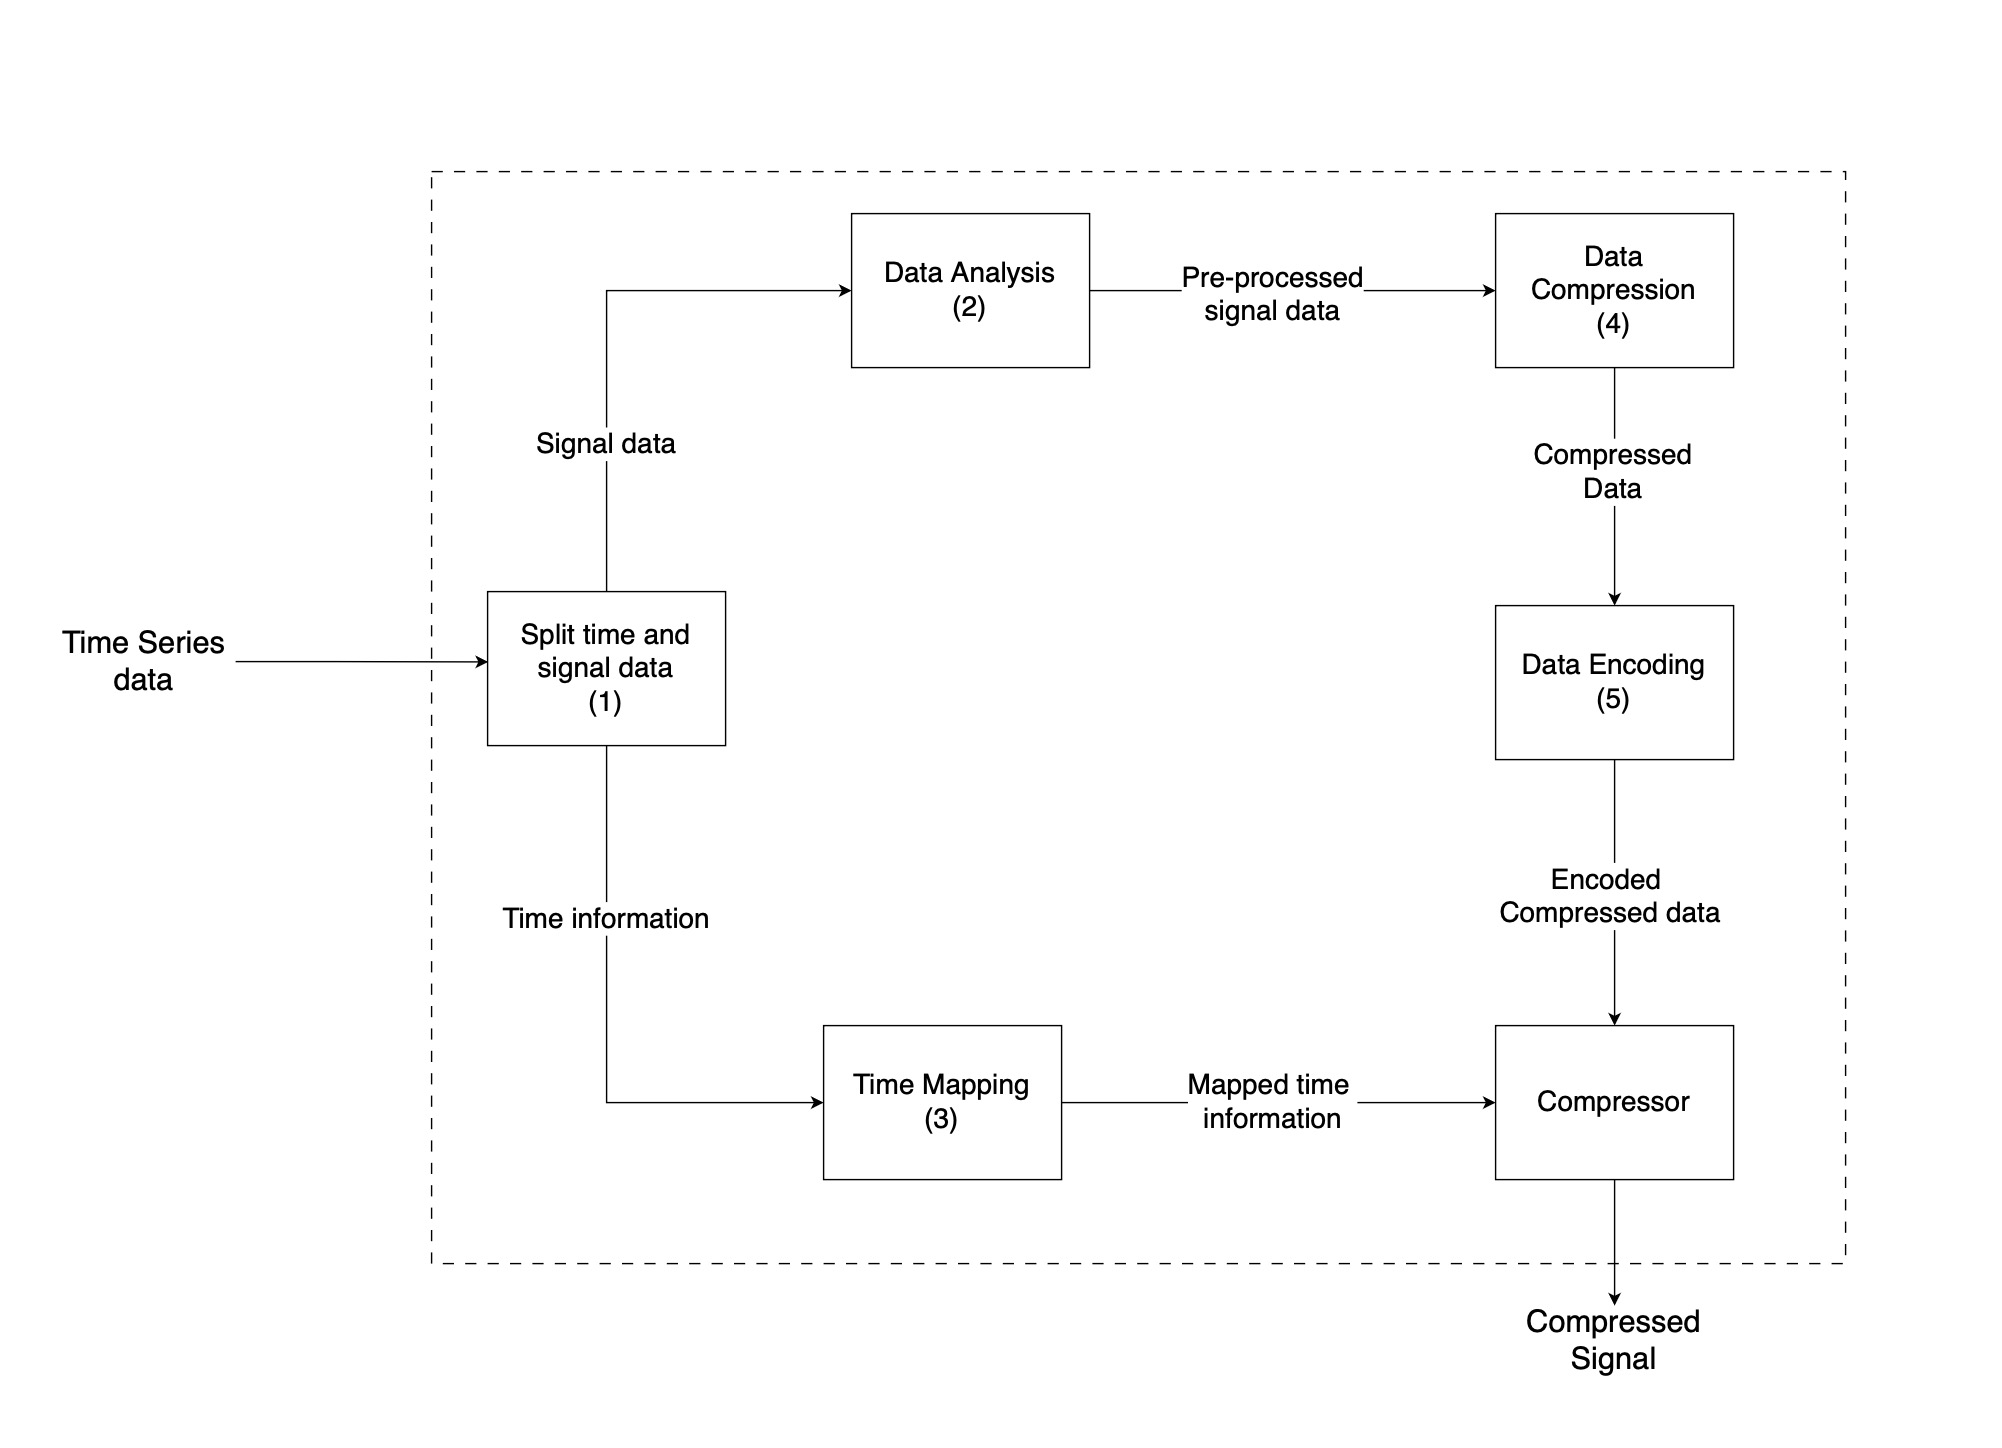 Data Analysis
(2)
Pre-processed
signal data
Data
Compression
(4)
Signal data
Compressed
Data
Time Series
data
Split time and
signal data
(1)
Data Encoding
(5)
Time information
Encoded
Compressed data
Time Mapping
(3)
Mapped time
information
Compressor
Compressed
Signal